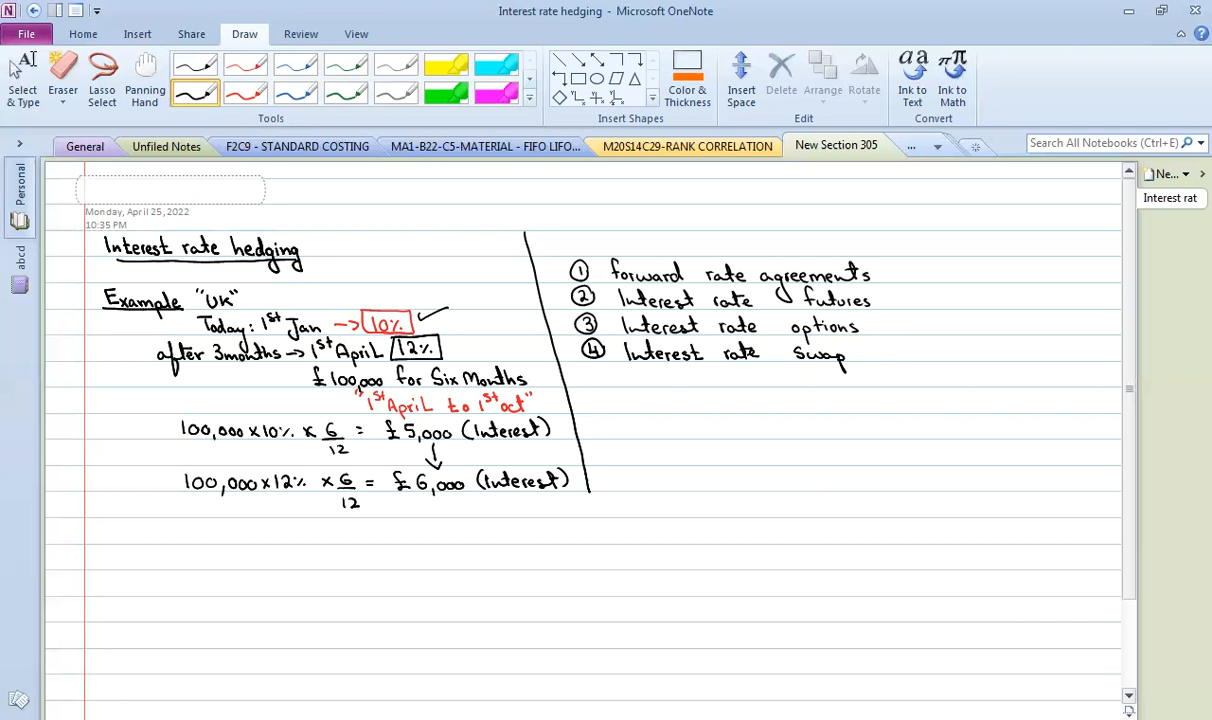 Interest rate hedging - Microsoft OneNote
File Home Insert Share Draw Review View
Select & Type
Eraser
Lasso Select
Panning Hand
Color & Thickness
Insert Space
Delete
Arrange
Rotate
Ink to Text
Ink to Math
Tools
Insert Shapes
Edit
Convert
General
Unfiled Notes
F2C9 - STANDARD COSTING
MA1-B22-C5-MATERIAL - FIFO LIFO...
M20S14C29-RANK CORRELATION
New Section 305
...
Search All Notebooks (Ctrl+E)
Personal
abcd
Ne...
Interest rat
Monday, April 25, 2022
10:35 PM
Interest rate hedging
Example "UK"
Today: 1st Jan → 10% ✓
after 3months → 1st April 12%
£100,000 for Six Months
"1st April to 1st oct"
100,000 x 10% x 6/12 = £5,000 (Interest)
↓
100,000 x 12% x 6/12 = £6,000 (Interest)
① forward rate agreements
② Interest rate futures
③ Interest rate options
④ Interest rate swap